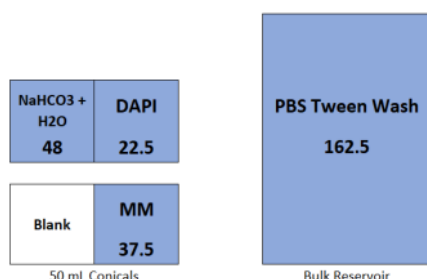 NaHCO3 +
H2O
48
DAPI
22.5
Blank
MM
37.5
50 mL Conicals
PBS Tween Wash
162.5
Bulk Reservoir